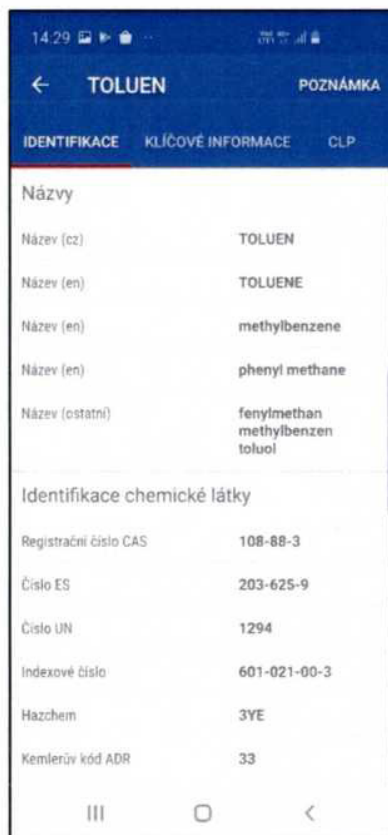 14:29
TOLUEN POZNÁMKA
IDENTIFIKACE KLÍČOVÉ INFORMACE CLP
Názvy
Název (cz) TOLUEN
Název (en) TOLUENE
Název (en) methylbenzene
Název (en) phenyl methane
Název (ostatní) fenylmethan
methylbenzen
toluol
Identifikace chemické látky
Registrační číslo CAS 108-88-3
Číslo ES 203-625-9
Číslo UN 1294
Indexové číslo 601-021-00-3
Hazchem 3YE
Kemlerův kód ADR 33